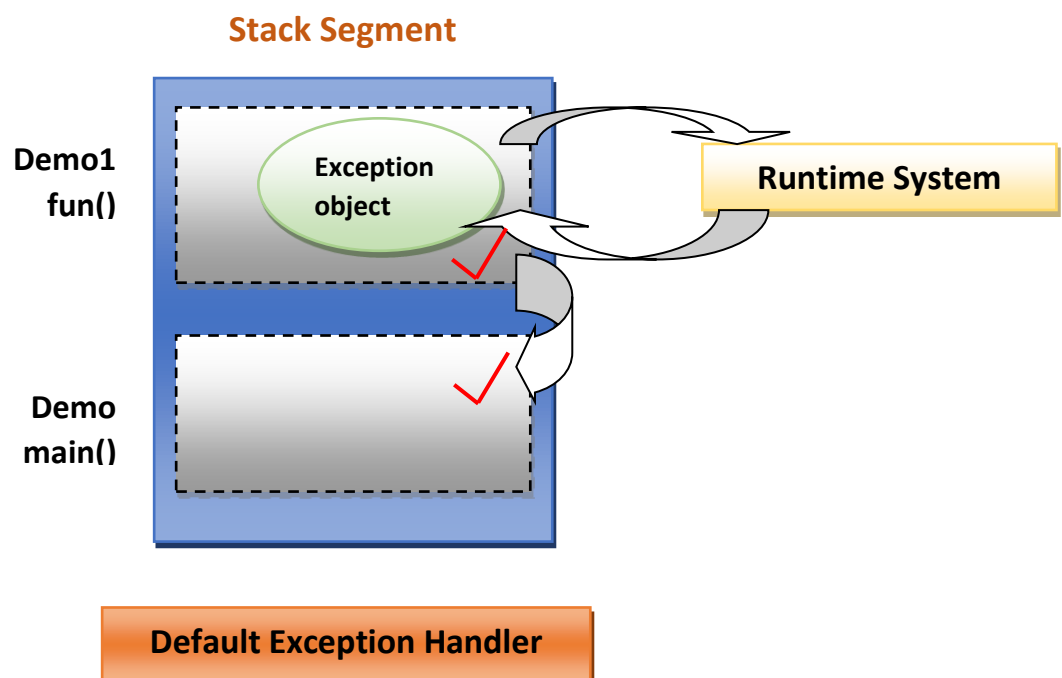 Stack Segment
Demo1
fun()
Exception
object
Runtime System
Demo
main()
Default Exception Handler